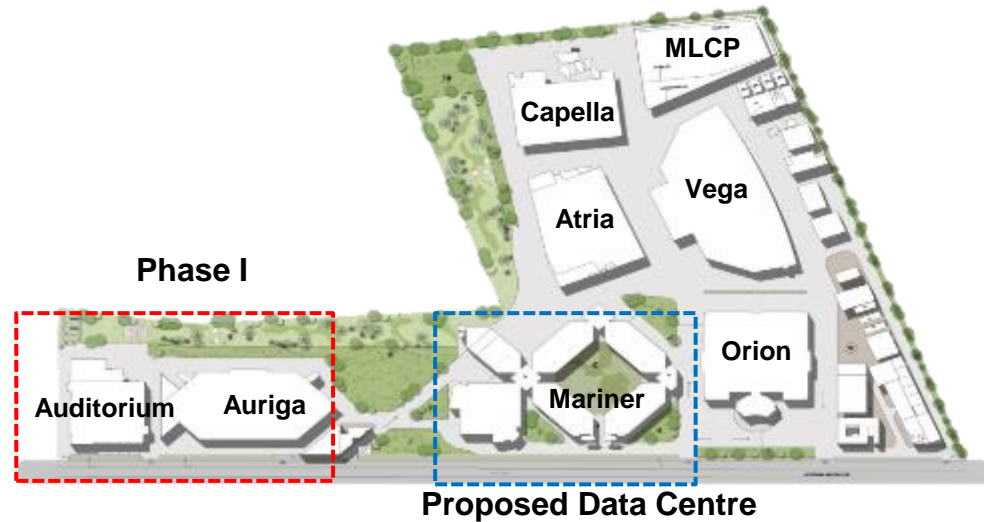 MLCP
Capella
Vega
Atria
Phase I
Orion
Auditorium
Auriga
Mariner
Proposed Data Centre